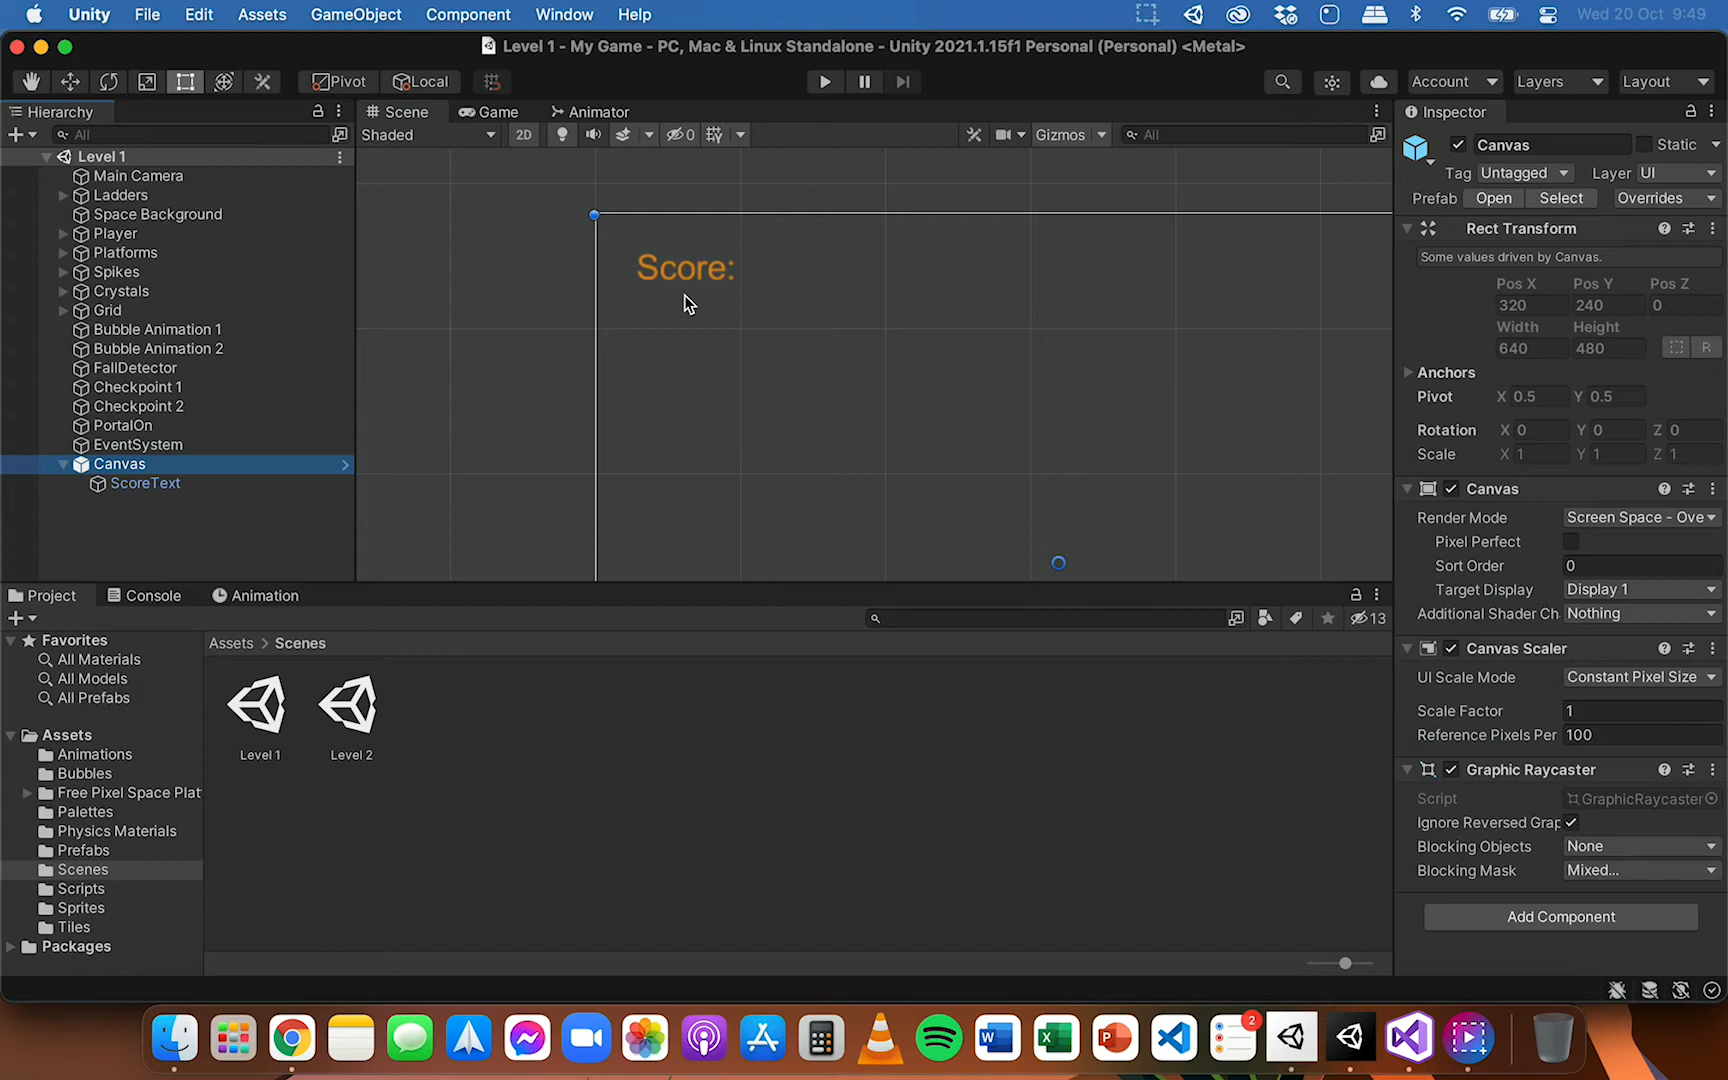 Unity File Edit Assets GameObject Component Window Help Wed 20 Oct 9:49
Level 1 - My Game - PC, Mac & Linux Standalone - Unity 2021.1.15f1 Personal (Personal) <Metal>
Pivot Local Account Layers Layout
Hierarchy Scene Game Animator Inspector
All Shaded 2D 0 Gizmos All
Canvas Static
Level 1
Tag Untagged Layer UI
Main Camera
Ladders
Prefab Open Select Overrides
Space Background
Player
Rect Transform
Platforms
Some values driven by Canvas.
Spikes
Score:
Pos X Pos Y Pos Z
Crystals
320 240 0
Grid
Width Height
Bubble Animation 1
640 480 R
Bubble Animation 2
FallDetector
Anchors
Checkpoint 1
Pivot X 0.5 Y 0.5
Checkpoint 2
PortalOn
Rotation X 0 Y 0 Z 0
EventSystem
Scale X 1 Y 1 Z 1
Canvas
ScoreText
Canvas
Render Mode Screen Space - Ove
Pixel Perfect
Sort Order 0
Target Display Display 1
Additional Shader Ch Nothing
Project Console Animation
13
Favorites
Assets > Scenes
Canvas Scaler
All Materials
All Models
UI Scale Mode Constant Pixel Size
All Prefabs
Scale Factor 1
Assets
Reference Pixels Per 100
Animations
Level 1 Level 2
Bubbles
Graphic Raycaster
Free Pixel Space Plat
Script GraphicRaycaster
Palettes
Ignore Reversed Grap
Physics Materials
Blocking Objects None
Prefabs
Blocking Mask Mixed...
Scenes
Scripts
Sprites
Add Component
Tiles
Packages
W X P 2